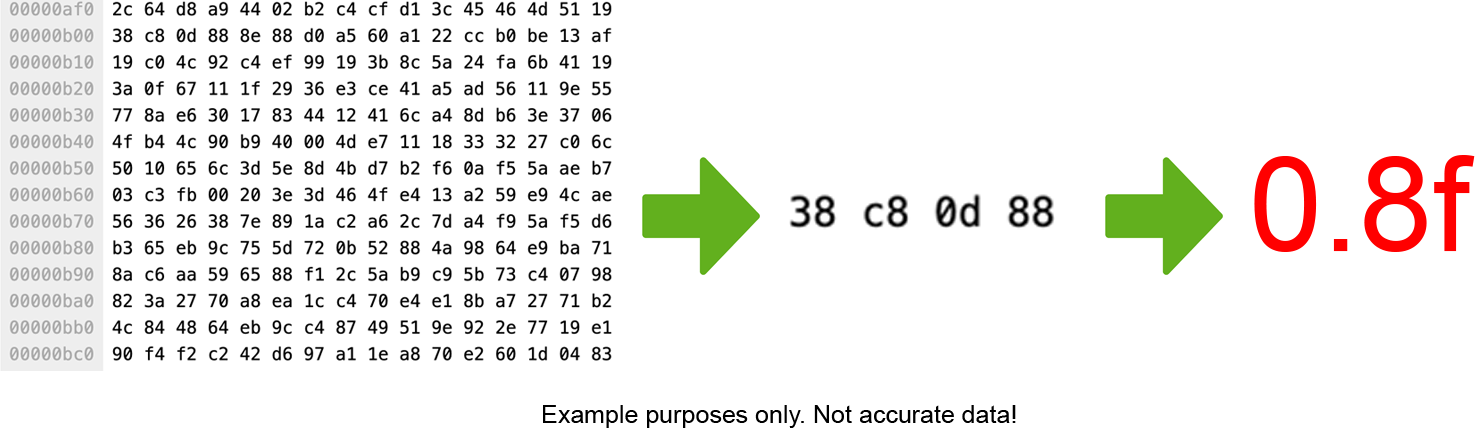 00000af0 2c 64 d8 a9 44 02 b2 c4 cf d1 3c 45 46 4d 51 19
00000b00 38 c8 0d 88 8e 88 d0 a5 60 a1 22 cc b0 be 13 af
00000b10 19 c0 4c 92 c4 ef 99 19 3b 8c 5a 24 fa 6b 41 19
00000b20 3a 0f 67 11 1f 29 36 e3 ce 41 a5 ad 56 11 9e 55
00000b30 77 8a e6 30 17 83 44 12 41 6c a4 8d b6 3e 37 06
00000b40 4f b4 4c 90 b9 40 00 4d e7 11 18 33 32 27 c0 6c
00000b50 50 10 65 6c 3d 5e 8d 4b d7 b2 f6 0a f5 5a ae b7
00000b60 03 c3 fb 00 20 3e 3d 46 4f e4 13 a2 59 e9 4c ae
00000b70 56 36 26 38 7e 89 1a c2 a6 2c 7d a4 f9 5a f5 d6
00000b80 b3 65 eb 9c 75 5d 72 0b 52 88 4a 98 64 e9 ba 71
00000b90 8a c6 aa 59 65 88 f1 2c 5a b9 c9 5b 73 c4 07 98
00000ba0 82 3a 27 70 a8 ea 1c c4 70 e4 e1 8b a7 27 71 b2
00000bb0 4c 84 48 64 eb 9c c4 87 49 51 9e 92 2e 77 19 e1
00000bc0 90 f4 f2 c2 42 d6 97 a1 1e a8 70 e2 60 1d 04 83
38 c8 0d 88
0.8f
Example purposes only. Not accurate data!